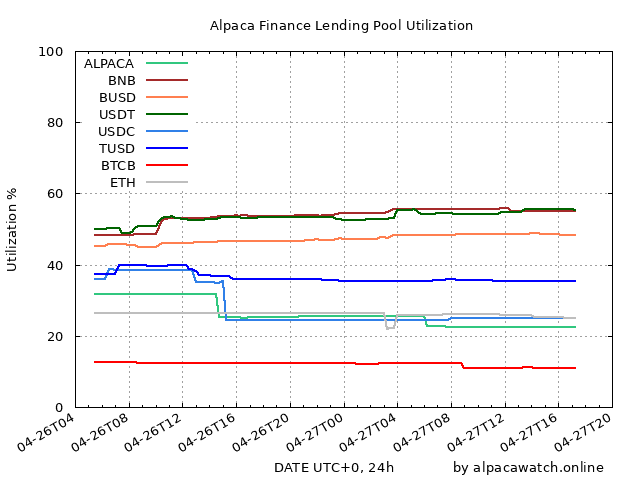 Alpaca Finance Lending Pool Utilization
100
80
60
40
20
0
Utilization %
ALPACA
BNB
BUSD
USDT
USDC
TUSD
BTCB
ETH
04-26T04
04-26T08
04-26T12
04-26T16
04-26T20
04-27T00
04-27T04
04-27T08
04-27T12
04-27T16
04-27T20
DATE UTC+0, 24h
by alpacawatch.online